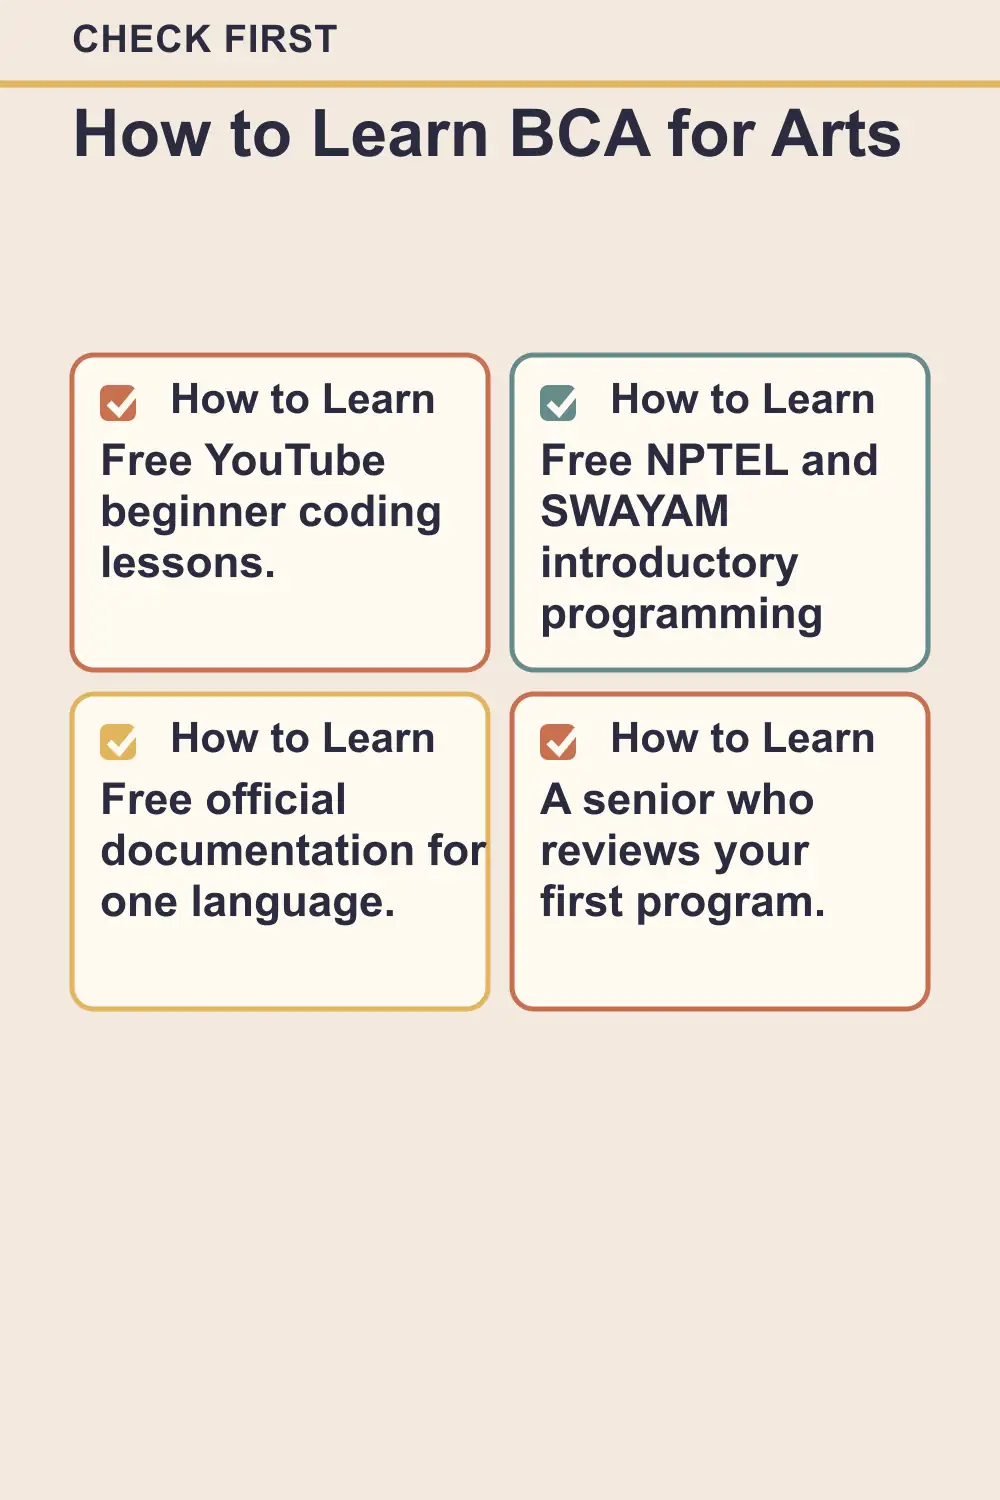 CHECK FIRST
How to Learn BCA for Arts
How to Learn
Free YouTube
beginner coding
lessons.
How to Learn
Free NPTEL and
SWAYAM
introductory
programming
How to Learn
Free official
documentation for
one language.
How to Learn
A senior who
reviews your
first program.